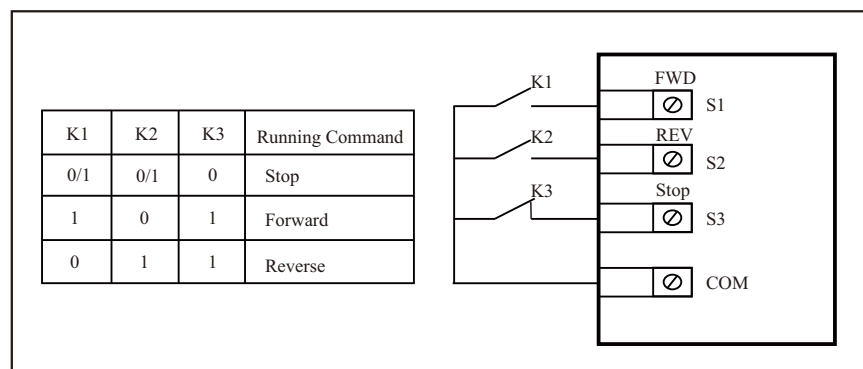 K1 K2 K3 Running Command
0/1 0/1 0 Stop
1 0 1 Forward
0 1 1 Reverse
K1
K2
K3
FWD
S1
REV
S2
Stop
S3
COM